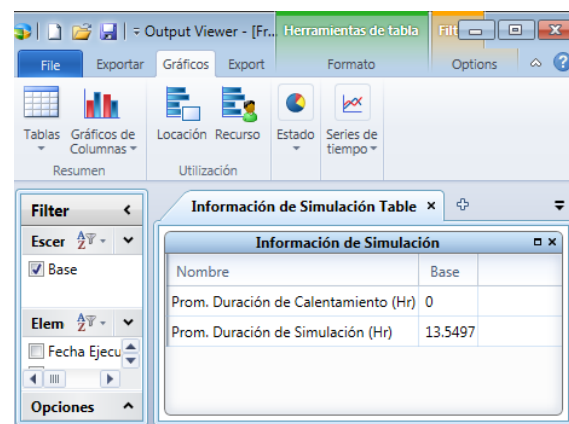 Output Viewer - [Fr...
Herramientas de tabla
Filt
File
Exportar
Gráficos
Export
Formato
Options
Tablas
Gráficos de
Columnas
Locación
Recurso
Estado
Series de
tiempo
Resumen
Utilización
Filter
Información de Simulación Table
Escer
Información de Simulación
Base
Nombre
Base
Prom. Duración de Calentamiento (Hr)
0
Elem
Prom. Duración de Simulación (Hr)
13.5497
Fecha Ejecu
Opciones